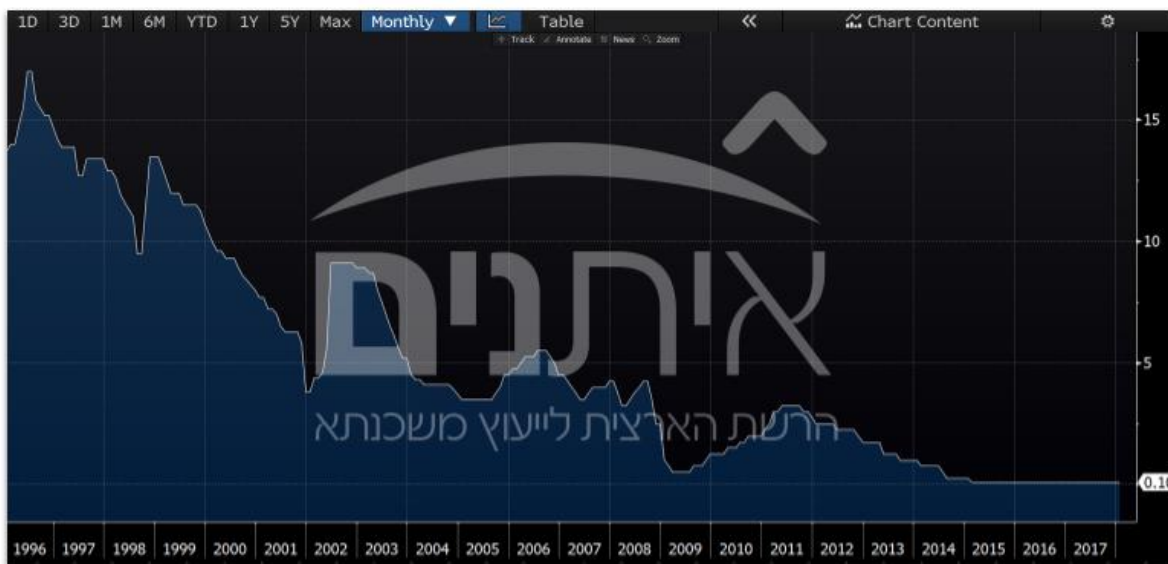 1D 3D 1M 6M YTD 1Y 5Y Max Monthly ▼ Table « Chart Content
Track Annotate News Zoom
15
10
איתנים
5
הרשת הארצית לייעוץ משכנתא
0.10
1996 1997 1998 1999 2000 2001 2002 2003 2004 2005 2006 2007 2008 2009 2010 2011 2012 2013 2014 2015 2016 2017